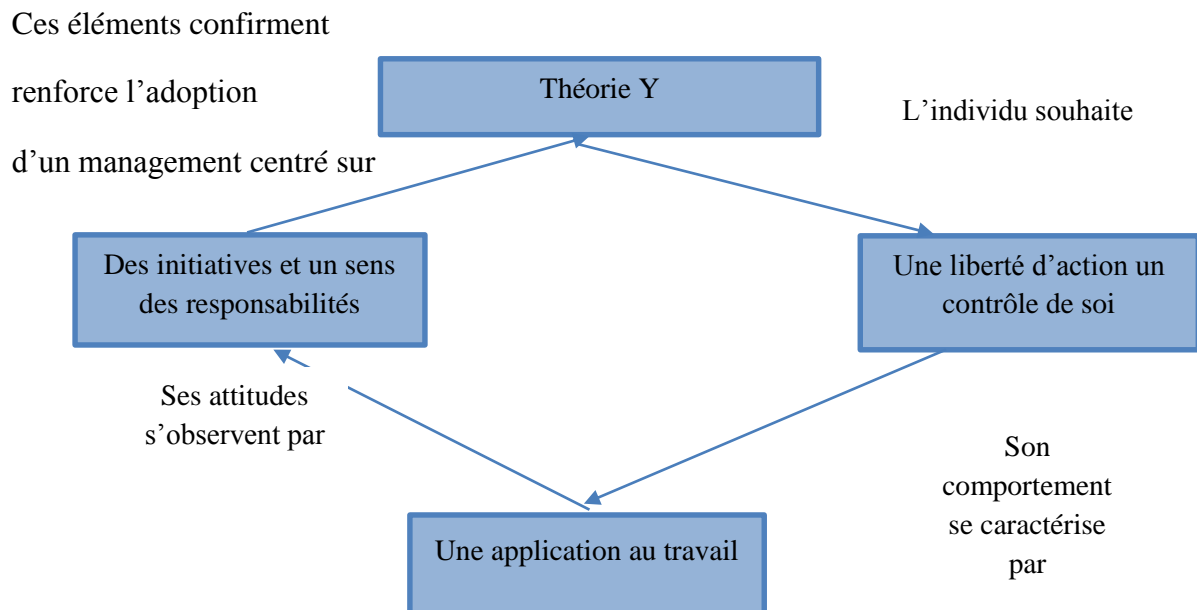 Ces éléments confirment
renforce l’adoption
d’un management centré sur
Théorie Y
L’individu souhaite
Des initiatives et un sens
des responsabilités
Une liberté d’action un
contrôle de soi
Ses attitudes
s’observent par
Son
comportement
se caractérise
par
Une application au travail